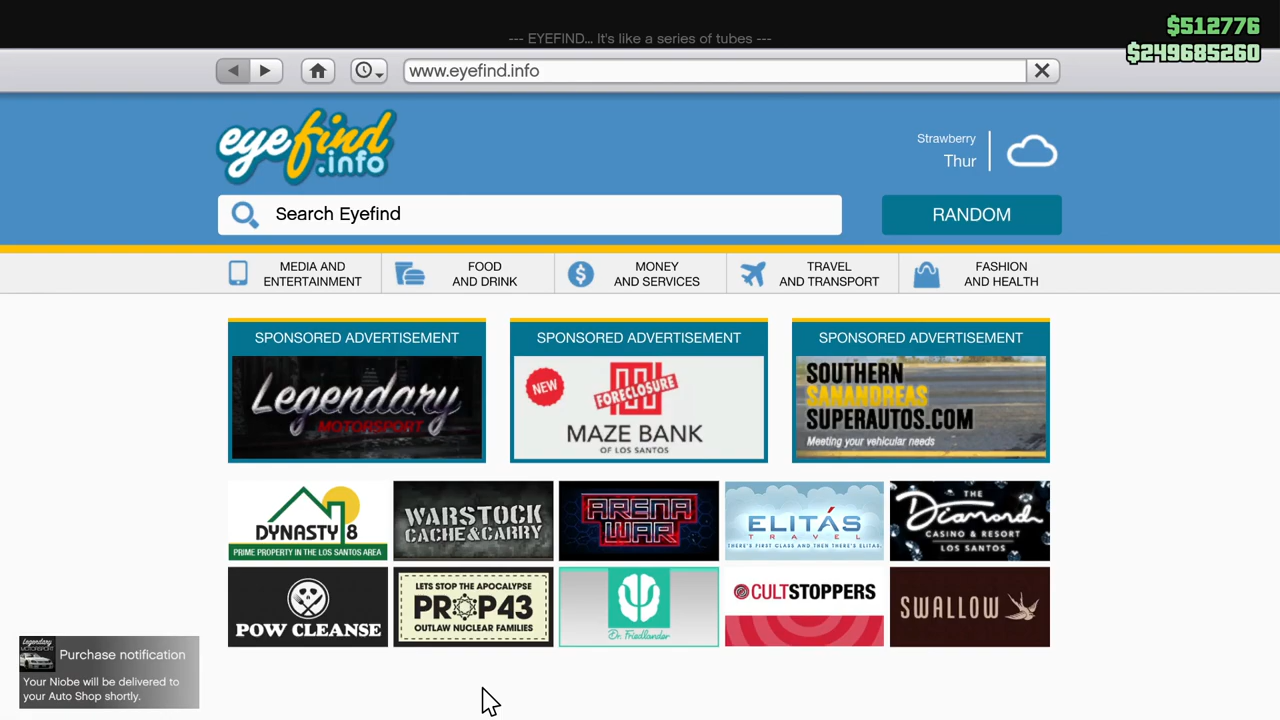 $512776
$249685260
--- EYEFIND... It's like a series of tubes ---
www.eyefind.info
eyefind
.info
Strawberry
Thur
Search Eyefind
RANDOM
MEDIA AND
ENTERTAINMENT
FOOD
AND DRINK
MONEY
AND SERVICES
TRAVEL
AND TRANSPORT
FASHION
AND HEALTH
SPONSORED ADVERTISEMENT
Legendary
MOTORSPORT
SPONSORED ADVERTISEMENT
NEW
FORECLOSURE
MAZE BANK
OF LOS SANTOS
SPONSORED ADVERTISEMENT
SOUTHERN
SANANDREAS
SUPERAUTOS.COM
Meeting your vehicular needs
DYNASTY 8
PRIME PROPERTY IN THE LOS SANTOS AREA
WARSTOCK
CACHE & CARRY
ARENA
WAR
ELITÁS
TRAVEL
THERE'S FIRST CLASS AND THEN THERE'S ELITAS.
THE
Diamond
CASINO & RESORT
LOS SANTOS
POW CLEANSE
LETS STOP THE APOCALYPSE
PROP43
OUTLAW NUCLEAR FAMILIES
Dr. Friedlander
CULTSTOPPERS
SWALLOW
Legendary
MOTORSPORT
Purchase notification
Your Niobe will be delivered to
your Auto Shop shortly.